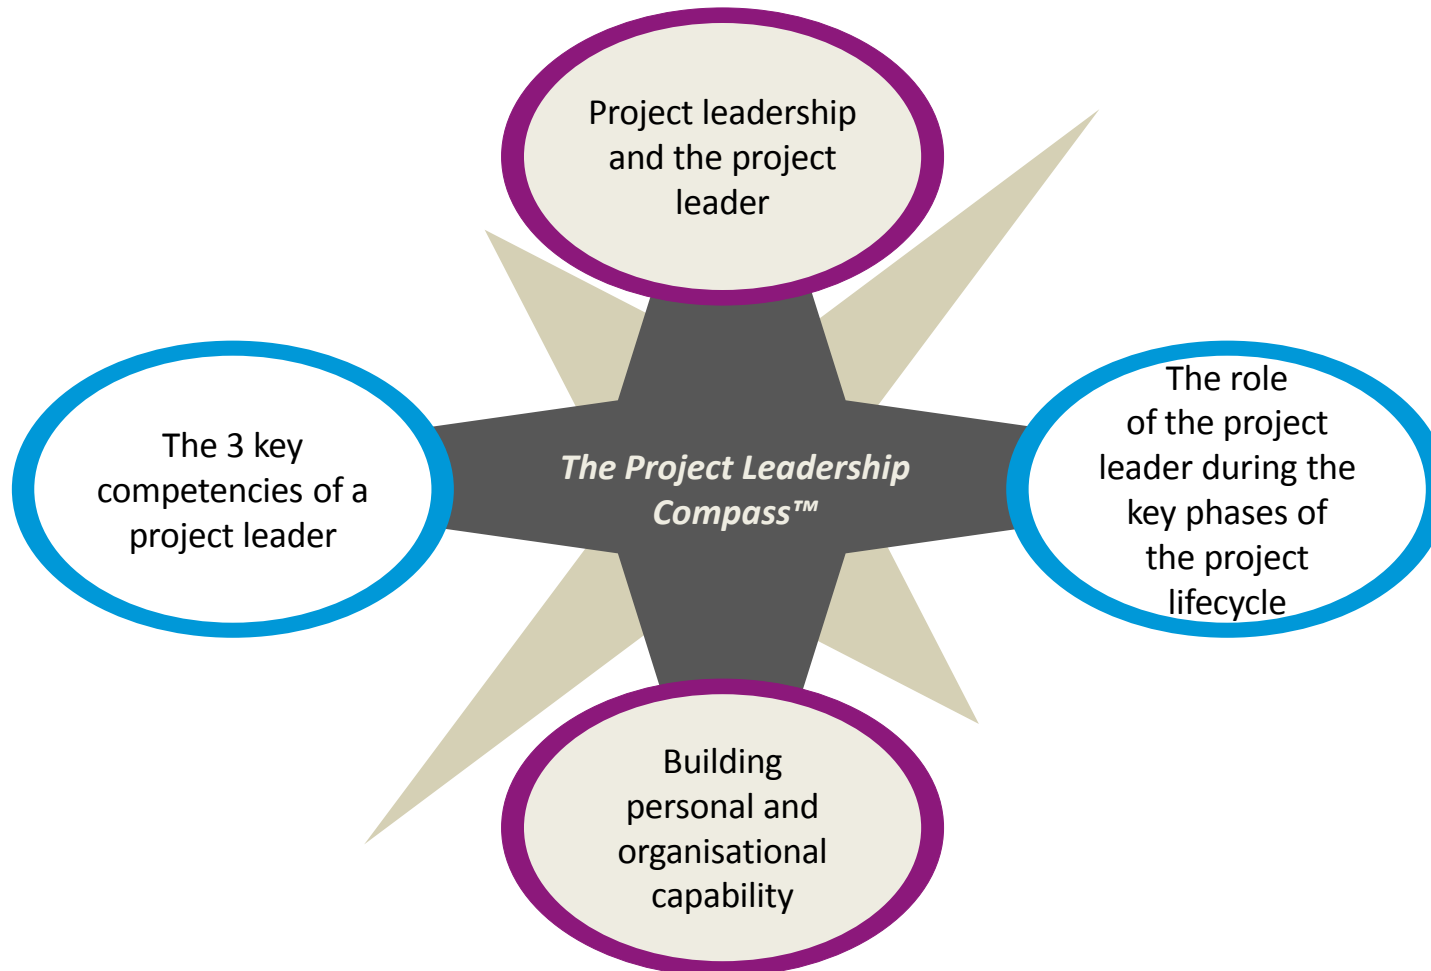 Project leadership
and the project
leader
The 3 key
competencies of a
project leader
The Project Leadership
Compass™
The role
of the project
leader during the
key phases of
the project
lifecycle
Building
personal and
organisational
capability